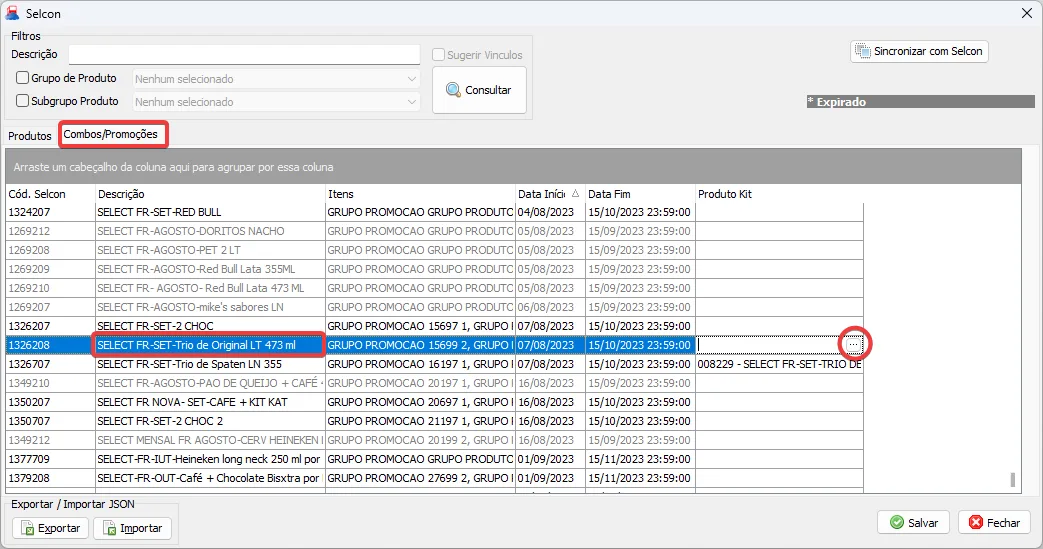 Selcon
Filtros
Descrição
Sugerir Vinculos
Grupo de Produto Nenhum selecionado
Subgrupo Produto Nenhum selecionado
Consultar
Sincronizar com Selcon
* Expirado
Produtos Combos/Promoções
Arraste um cabeçalho da coluna aqui para agrupar por essa coluna
Cód. Selcon Descrição Itens Data Iníci Data Fim Produto Kit
1324207 SELECT FR-SET-RED BULL GRUPO PROMOCAO GRUPO PRODUTO 04/08/2023 15/10/2023 23:59:00
1269212 SELECT FR-AGOSTO-DORITOS NACHO GRUPO PROMOCAO GRUPO PRODUTO 05/08/2023 15/09/2023 23:59:00
1269208 SELECT FR-AGOSTO-PET 2 LT GRUPO PROMOCAO GRUPO PRODUTO 05/08/2023 15/09/2023 23:59:00
1269209 SELECT FR-AGOSTO-Red Bull Lata 355ML GRUPO PROMOCAO GRUPO PRODUTO 05/08/2023 15/09/2023 23:59:00
1269210 SELECT FR- AGOSTO- Red Bull Lata 473 ML GRUPO PROMOCAO GRUPO PRODUTO 05/08/2023 15/09/2023 23:59:00
1269207 SELECT FR-AGOSTO-mike's sabores LN GRUPO PROMOCAO GRUPO PRODUTO 06/08/2023 15/09/2023 23:59:00
1326207 SELECT FR-SET-2 CHOC GRUPO PROMOCAO 15697 1, GRUPO 07/08/2023 15/10/2023 23:59:00
1326208 SELECT FR-SET-Trio de Original LT 473 ml GRUPO PROMOCAO 15699 2, GRUPO 07/08/2023 15/10/2023 23:59:00 ...
1326707 SELECT FR-SET-Trio de Spaten LN 355 GRUPO PROMOCAO 16197 1, GRUPO 07/08/2023 15/10/2023 23:59:00 008229 - SELECT FR-SET-TRIO DE
1349210 SELECT FR-AGOSTO-PAO DE QUEIJO + CAFÉ GRUPO PROMOCAO 20197 1, GRUPO 16/08/2023 15/09/2023 23:59:00
1350207 SELECT FR NOVA- SET-CAFE + KIT KAT GRUPO PROMOCAO 20697 1, GRUPO 16/08/2023 15/10/2023 23:59:00
1350707 SELECT FR-SET-2 CHOC 2 GRUPO PROMOCAO 21197 1, GRUPO 16/08/2023 15/10/2023 23:59:00
1349212 SELECT MENSAL FR AGOSTO-CERV HEINEKEN GRUPO PROMOCAO 20199 2, GRUPO 16/08/2023 15/09/2023 23:59:00
1377709 SELECT-FR-IUT-Heineken long neck 250 ml por GRUPO PROMOCAO 26199 1, GRUPO 01/09/2023 15/11/2023 23:59:00
1379208 SELECT-FR-OUT-Café + Chocolate Bisxtra por GRUPO PROMOCAO 27699 2, GRUPO 01/09/2023 15/11/2023 23:59:00
Exportar / Importar JSON
Exportar Importar
Salvar Fechar